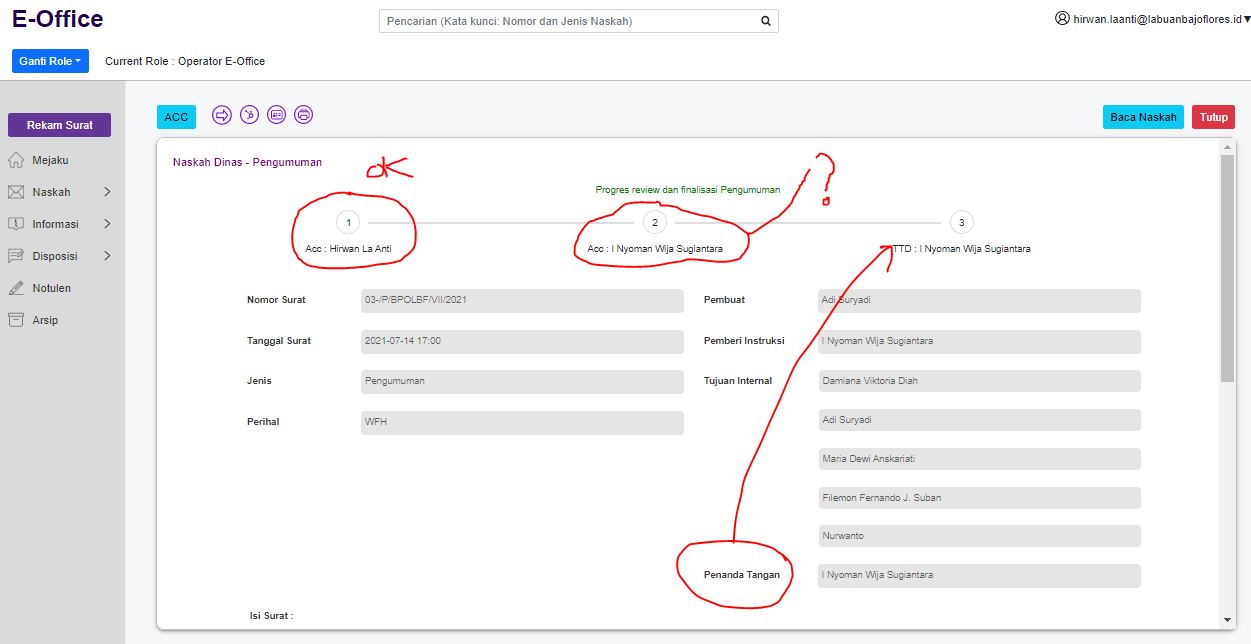 E-Office
Pencarian (Kata kunci: Nomor dan Jenis Naskah)
hirwan.laanti@labuanbajoflores.id
Ganti Role
Current Role : Operator E-Office
Rekam Surat
Mejaku
Naskah
Informasi
Disposisi
Notulen
Arsip
ACC
Baca Naskah
Tutup
Naskah Dinas - Pengumuman
OK
?
Progres review dan finalisasi Pengumuman
1
2
3
Acc : Hirwan La Anti
Acc : I Nyoman Wija Sugiantara
TTD : I Nyoman Wija Sugiantara
Nomor Surat 03-/P/BPOLBF/VII/2021
Pembuat Adi Suryadi
Tanggal Surat 2021-07-14 17:00
Pemberi Instruksi I Nyoman Wija Sugiantara
Jenis Pengumuman
Tujuan Internal Damiana Viktoria Diah
Perihal WFH
Adi Suryadi
Maria Dewi Anskariati
Filemon Fernando J. Suban
Nurwanto
Penanda Tangan I Nyoman Wija Sugiantara
Isi Surat :